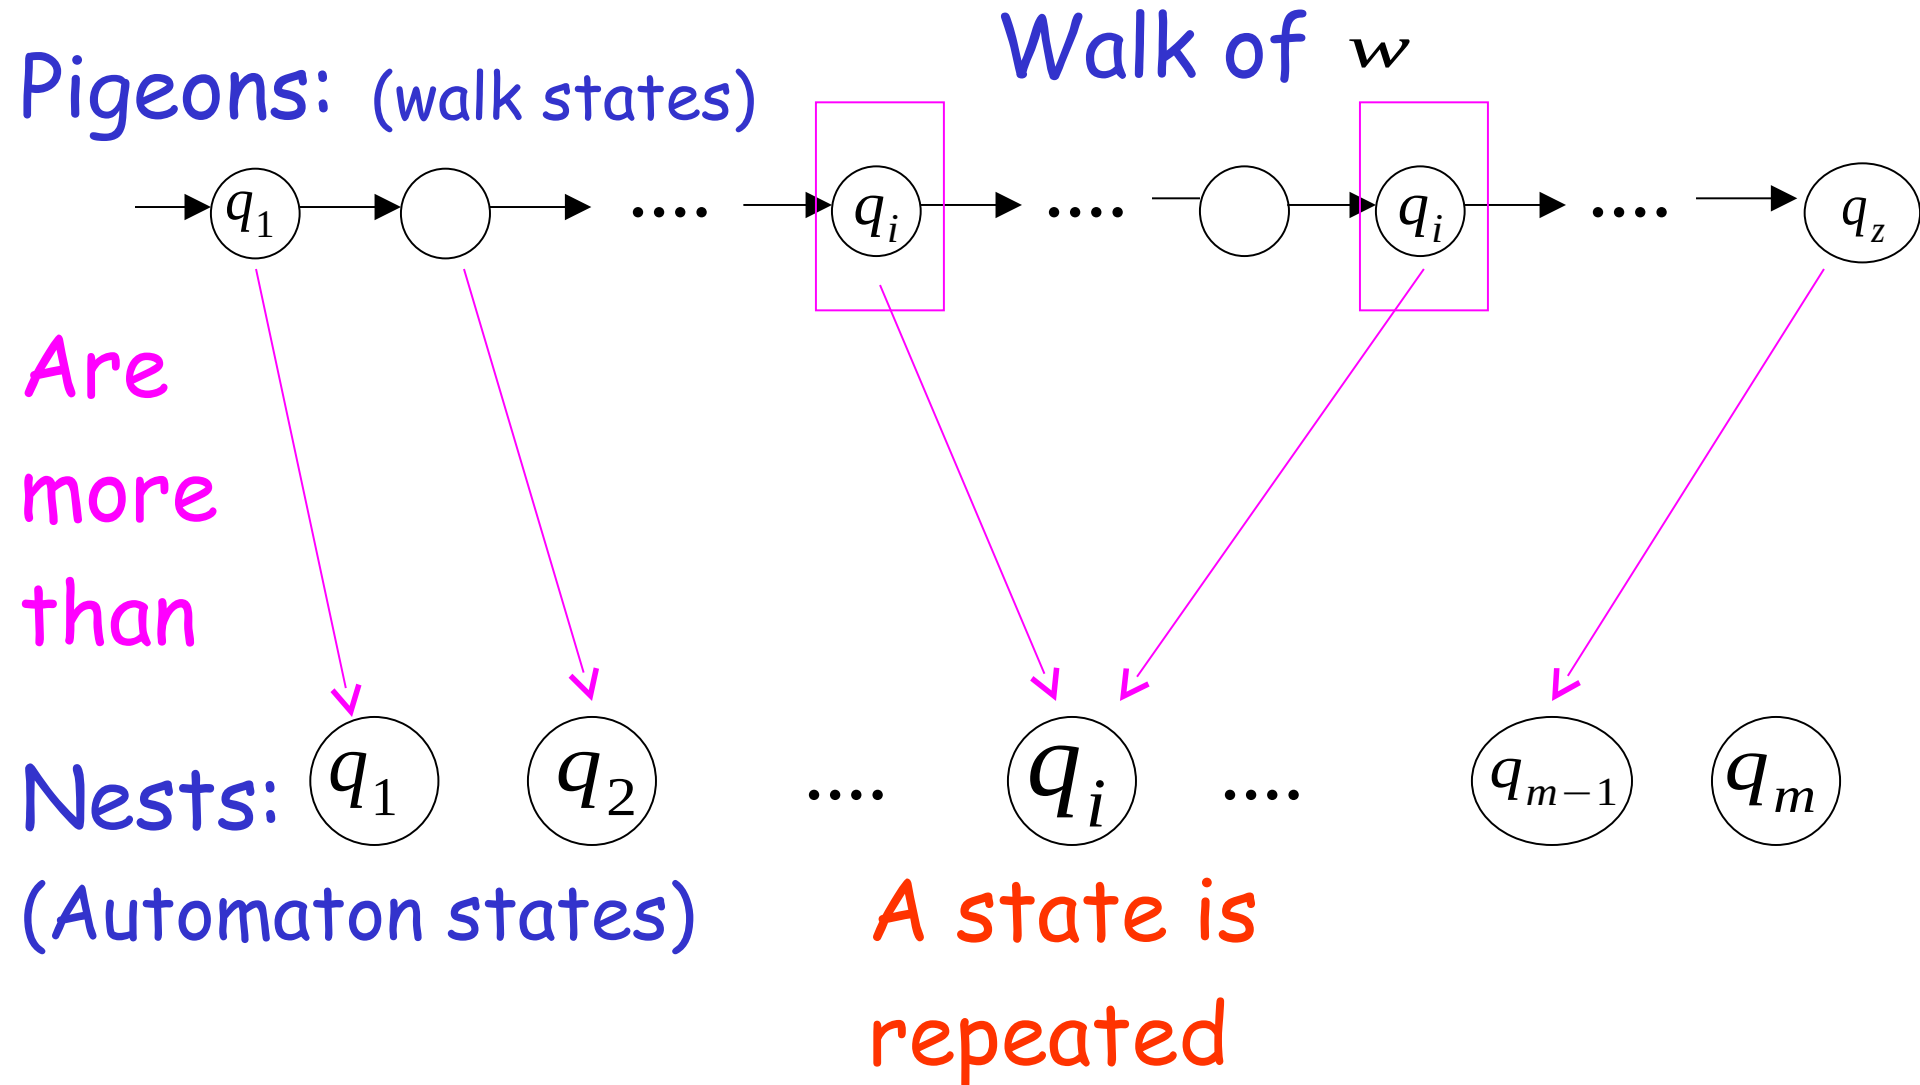 Walk of w
Pigeons: (walk states)
q1 .... qi .... qi .... qz
Are
more
than
Nests: q1 q2 .... qi .... qm−1 qm
(Automaton states)
A state is
repeated